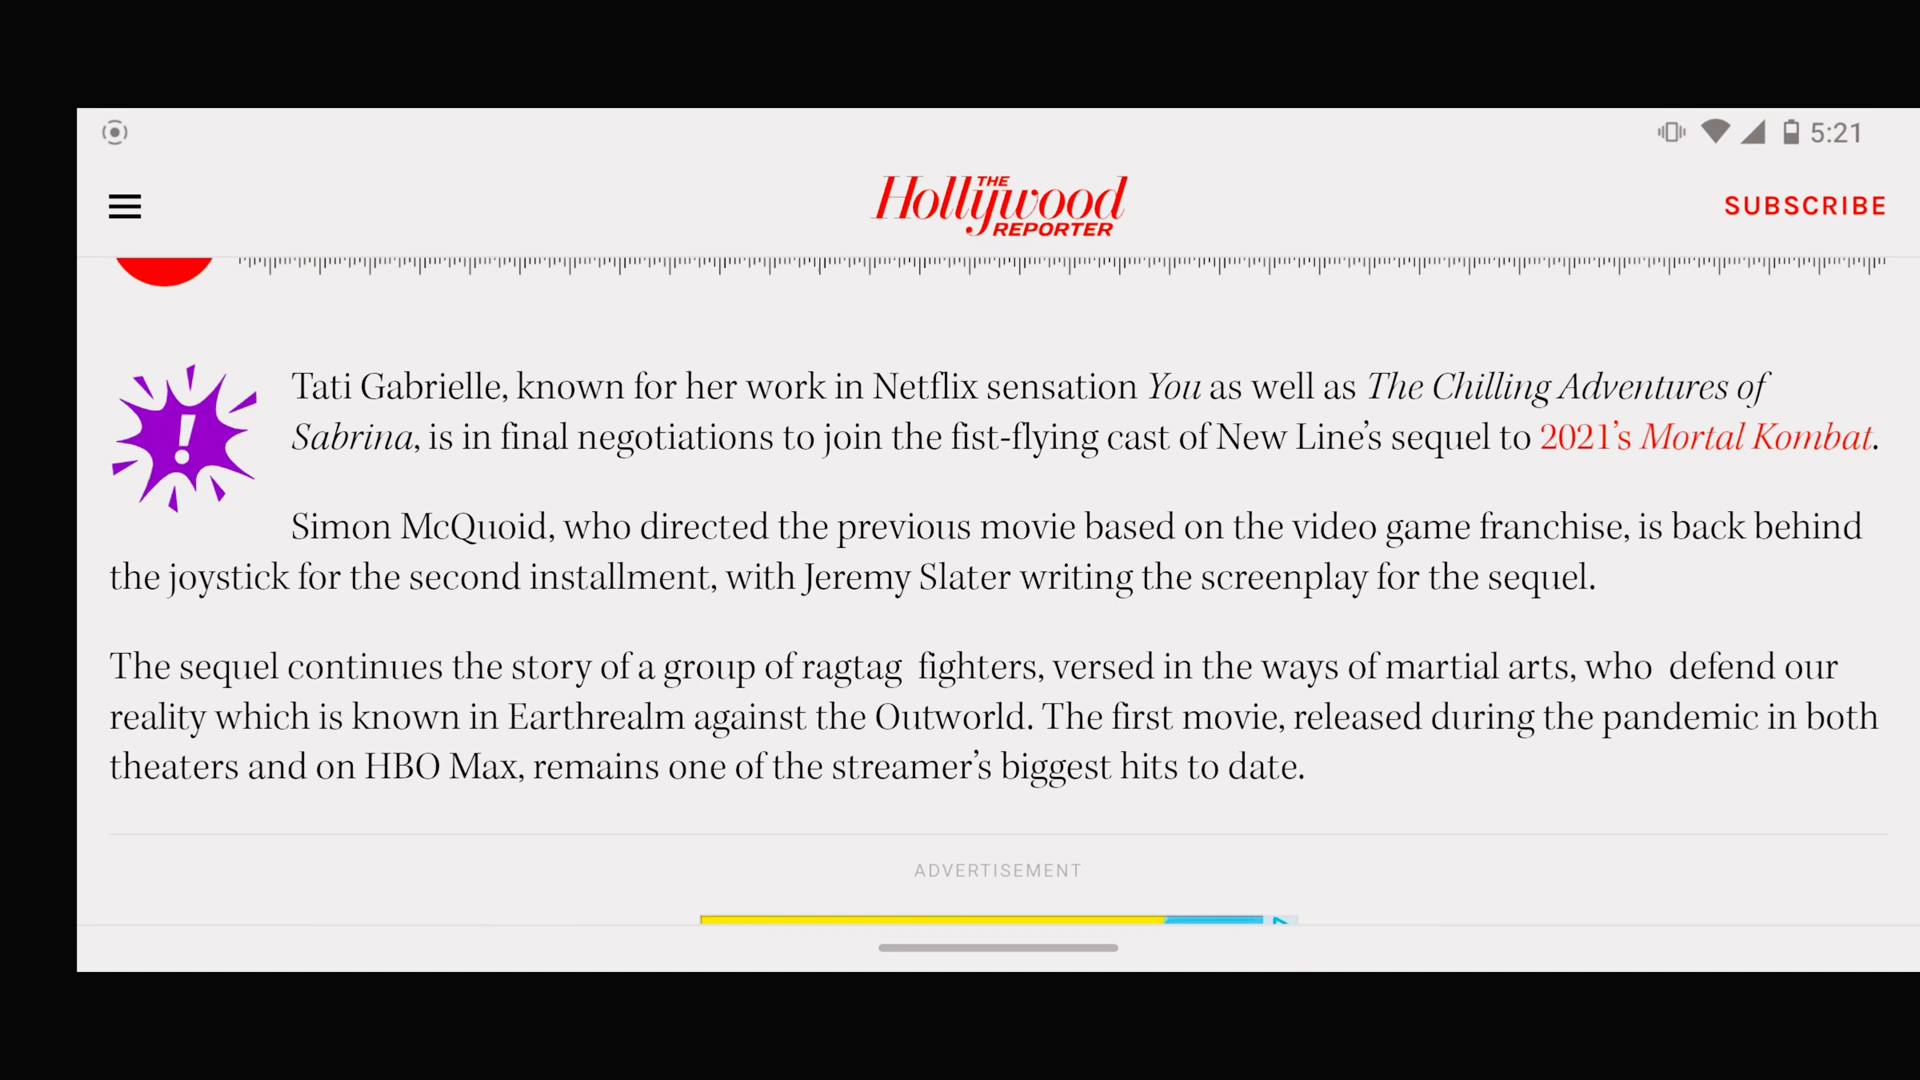 5:21
THE
Hollywood
REPORTER
SUBSCRIBE
Tati Gabrielle, known for her work in Netflix sensation You as well as The Chilling Adventures of
Sabrina, is in final negotiations to join the fist-flying cast of New Line’s sequel to 2021’s Mortal Kombat.
Simon McQuoid, who directed the previous movie based on the video game franchise, is back behind
the joystick for the second installment, with Jeremy Slater writing the screenplay for the sequel.
The sequel continues the story of a group of ragtag  fighters, versed in the ways of martial arts, who  defend our
reality which is known in Earthrealm against the Outworld. The first movie, released during the pandemic in both
theaters and on HBO Max, remains one of the streamer’s biggest hits to date.
ADVERTISEMENT